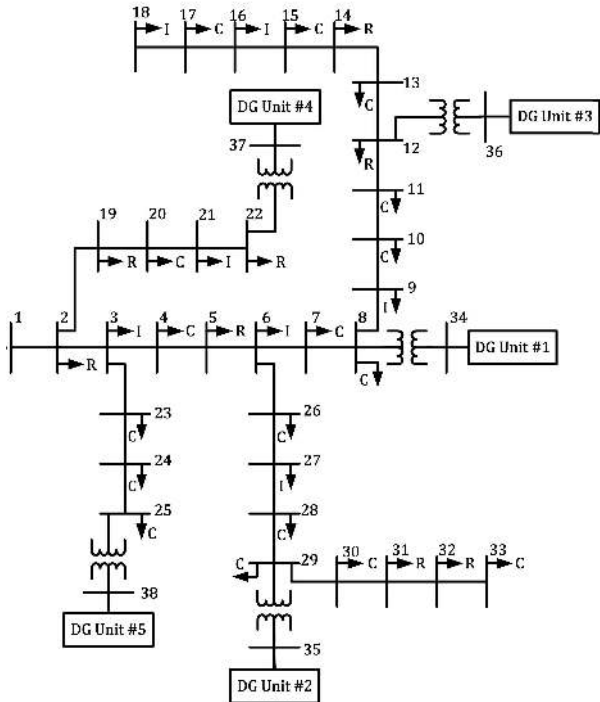 18 I 17 C 16 I 15 C 14 R
13
C
DG Unit #4
DG Unit #3
37
12
R
36
11
C
19 20 21 22
10
C
R C I R
9
I
1 2 3 I 4 C 5 R 6 I 7 C 8 34
DG Unit #1
R
C
23
C
26
C
24
C
27
I
25
C
28
C
29
C
30 C 31 R 32 R 33 C
38
DG Unit #5
35
DG Unit #2